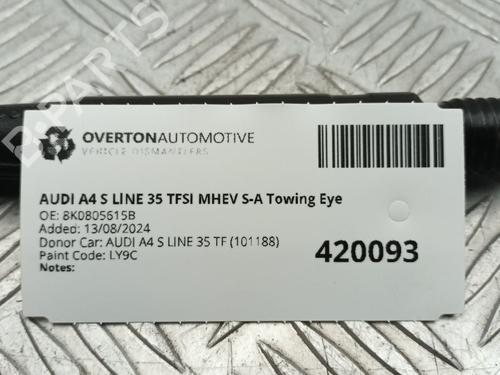 B-PARTS
OVERTONAUTOMOTIVE
VEHICLE DISMANTLERS
AUDI A4 S LINE 35 TFSI MHEV S-A Towing Eye
OE: 8K0805615B
Added: 13/08/2024
Donor Car: AUDI A4 S LINE 35 TF (101188)
Paint Code: LY9C
Notes:
420093